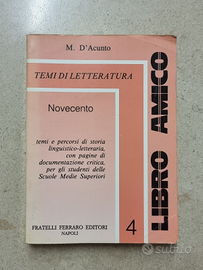 M. D'Acunto
TEMI DI LETTERATURA
Novecento
temi e percorsi di storia
linguistico-letteraria,
con pagine di
documentazione critica,
per gli studenti delle
Scuole Medie Superiori
4
FRATELLI FERRARO EDITORI
NAPOLI
LIBRO AMICO
subito